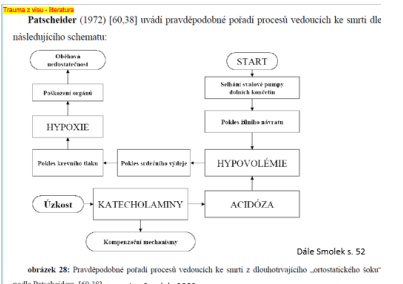 Trauma z visu - literatura
Patscheider (1972) [60,38] uvádí pravděpodobné pořadí procesů vedoucích ke smrti dle
následujícího schematu:
Oběhová
nedostatečnost
START
Poškození orgánů
Selhání svalové pumpy
dolních končetin
HYPOXIE
Pokles žilního návratu
Pokles krevního tlaku
Pokles srdečního výdeje
HYPOVOLÉMIE
Úzkost
KATECHOLAMINY
ACIDÓZA
Kompenzační mechanismy
Dále Smolek s. 52
obrázek 28: Pravděpodobné pořadí procesů vedoucích ke smrti z dlouhotrvajícího „ortostatického šoku“